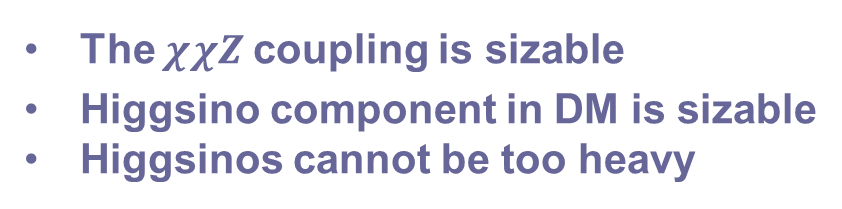 • The χχZ coupling is sizable
• Higgsino component in DM is sizable
• Higgsinos cannot be too heavy